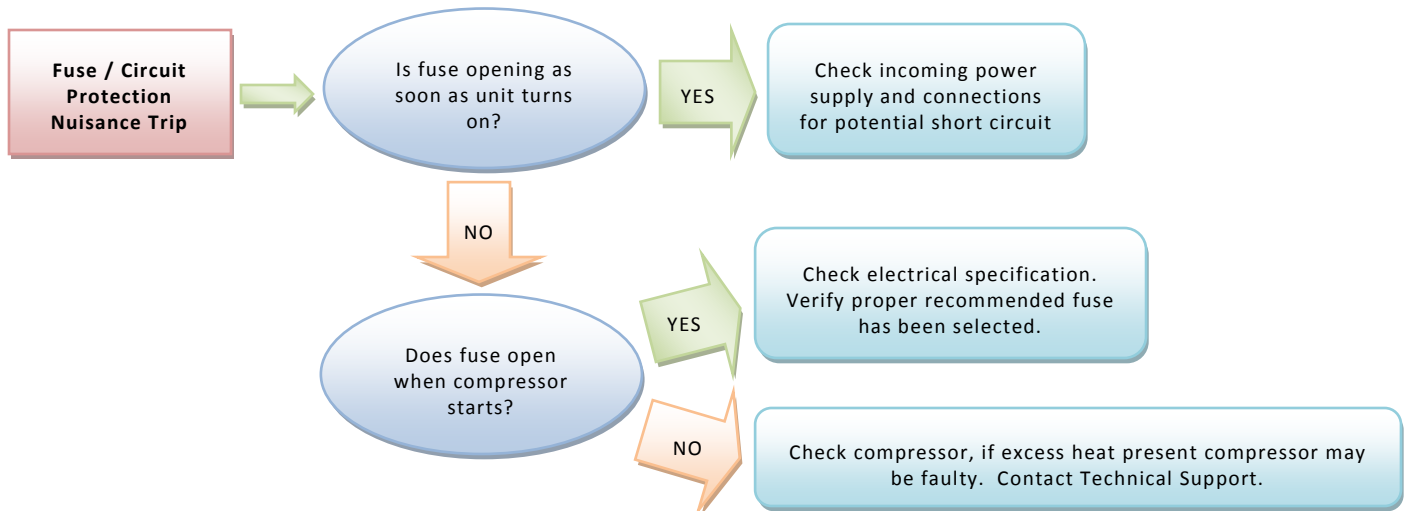 Fuse / Circuit
Protection
Nuisance Trip
Is fuse opening as
soon as unit turns
on?
YES
Check incoming power
supply and connections
for potential short circuit
NO
Does fuse open
when compressor
starts?
YES
Check electrical specification.
Verify proper recommended fuse
has been selected.
NO
Check compressor, if excess heat present compressor may
be faulty.  Contact Technical Support.